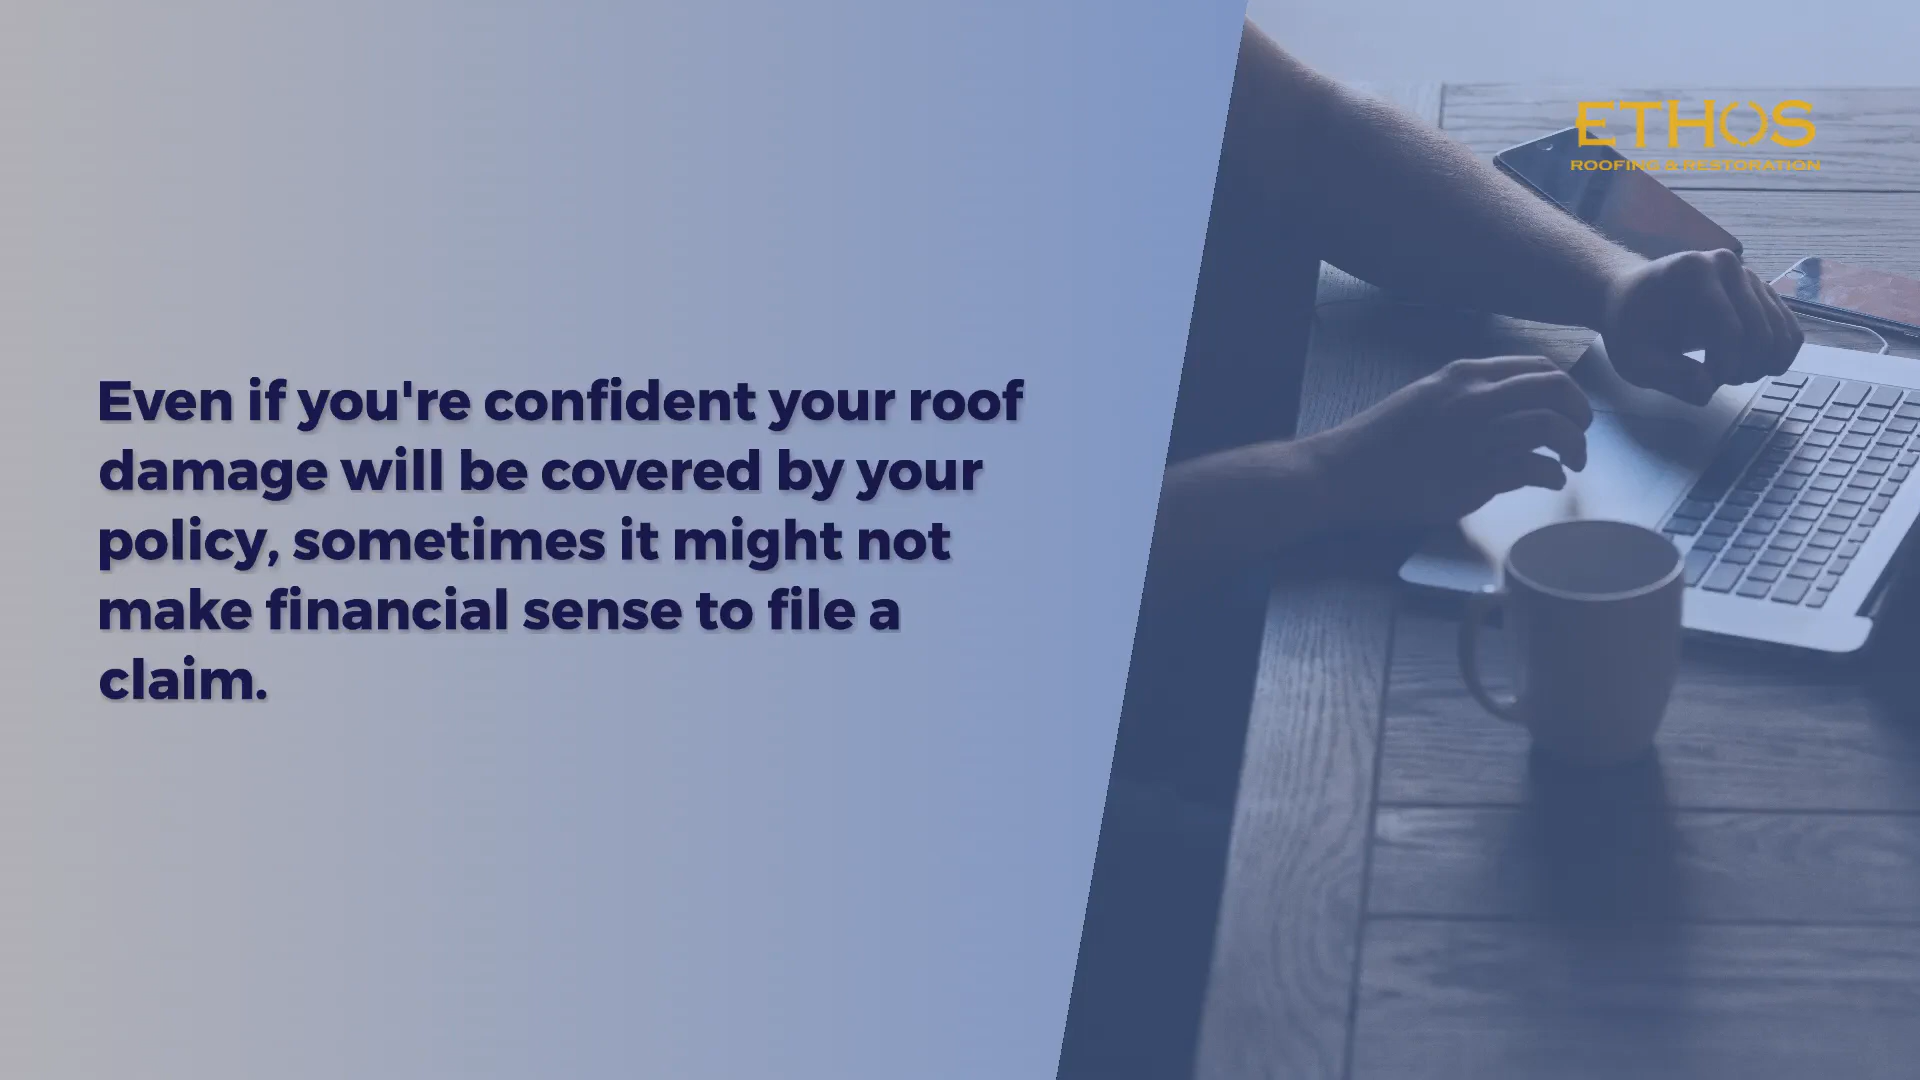 ETHOS
ROOFING & RESTORATION
Even if you're confident your roof
damage will be covered by your
policy, sometimes it might not
make financial sense to file a
claim.